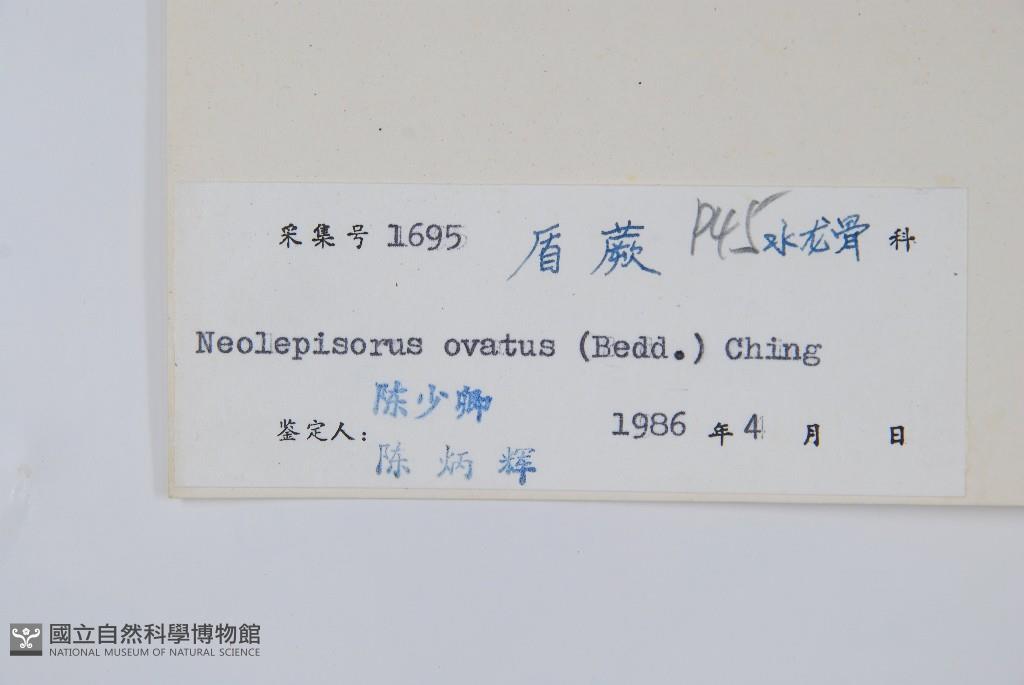 采集号 1695 盾蕨 P45 水龙骨 科
Neolepisorus ovatus (Bedd.) Ching
陈少卿
鉴定人: 1986 年 4 月 日
陈炳辉
國立自然科學博物館
NATIONAL MUSEUM OF NATURAL SCIENCE